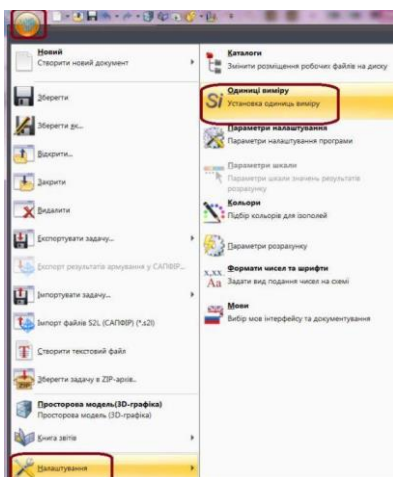 Новий
Створити новий документ
Зберегти
Зберегти як...
Відкрити...
Закрити
Видалити
Експортувати задачу...
Експорт результатів армування у САПФІР...
Імпортувати задачу...
Імпорт файлів S2L (САПФІР) (*.s2l)
Створити текстовий файл
Зберегти задачу в ZIP-архів..
Просторова модель(3D-графіка)
Просторова модель (3D-графіка)
Книга звітів
Налаштування
Каталоги
Змінити розміщення робочих файлів на диску
Si
Одиниці виміру
Установка одиниць виміру
Параметри налаштування
Параметри налаштування програми
Параметри шкали
Параметри шкали значень результатів
розрахунку
Кольори
Підбір кольорів для ізополей
Параметри розрахунку
x,xx
Aa
Формати чисел та шрифти
Задати вид подання чисел на схемі
Мови
Вибір мов інтерфейсу та документування